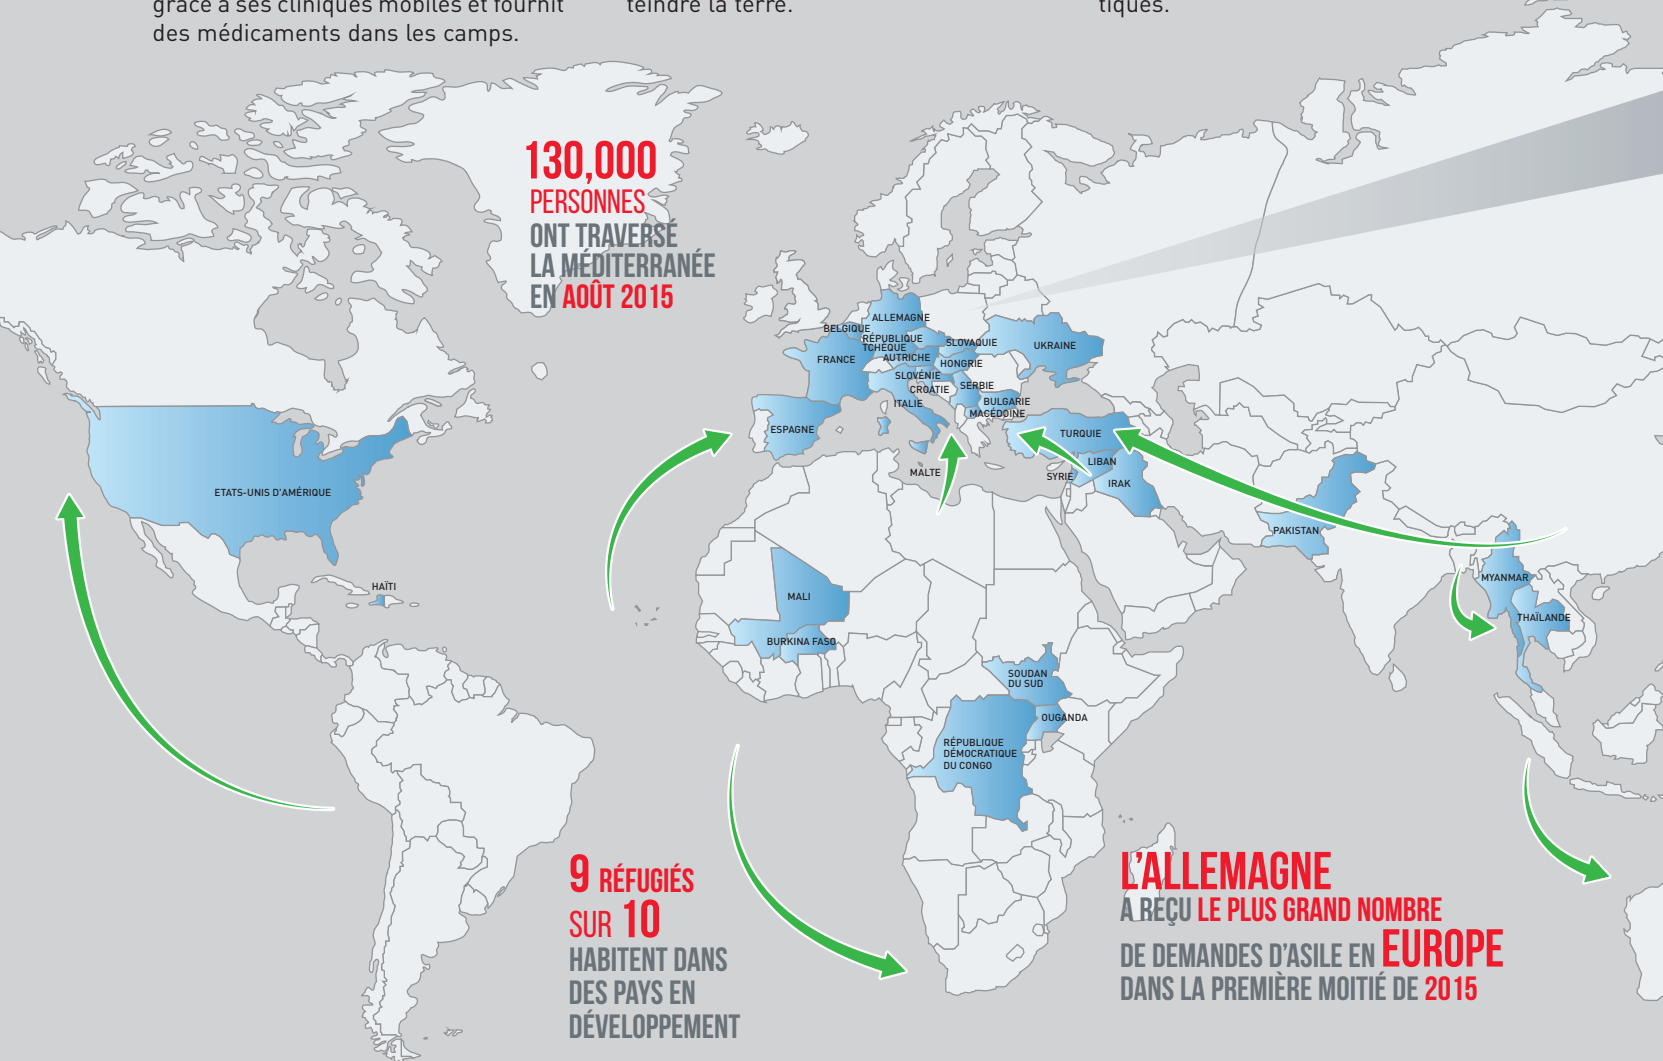 grâce à ses cliniques mobiles et fournit
des médicaments dans les camps.
teindre la terre.
tiques.
130,000
PERSONNES
ONT TRAVERSÉ
LA MÉDITERRANÉE
EN AOÛT 2015
ALLEMAGNE
BELGIQUE
RÉPUBLIQUE
TCHÈQUE
SLOVAQUIE
UKRAINE
FRANCE
AUTRICHE
HONGRIE
SLOVÉNIE
CROATIE
SERBIE
ITALIE
BULGARIE
MACÉDOINE
ESPAGNE
TURQUIE
MALTE
LIBAN
SYRIE
IRAK
ETATS-UNIS D'AMÉRIQUE
PAKISTAN
HAÏTI
MYANMAR
MALI
THAÏLANDE
BURKINA FASO
SOUDAN
DU SUD
OUGANDA
RÉPUBLIQUE
DÉMOCRATIQUE
DU CONGO
9 RÉFUGIÉS
SUR 10
HABITENT DANS
DES PAYS EN
DÉVELOPPEMENT
L'ALLEMAGNE
A REÇU LE PLUS GRAND NOMBRE
DE DEMANDES D'ASILE EN EUROPE
DANS LA PREMIÈRE MOITIÉ DE 2015